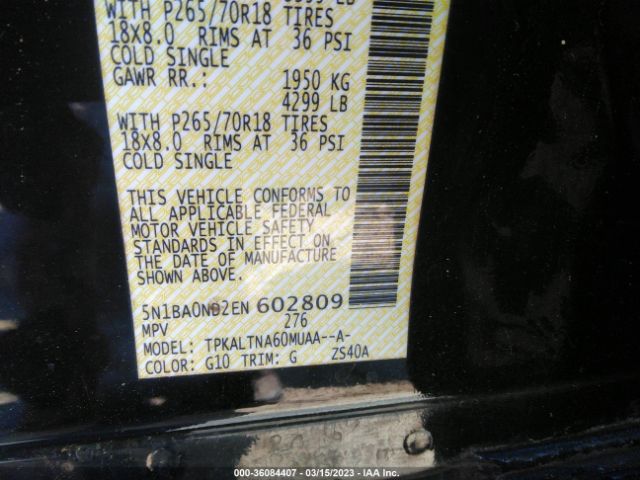 WITH P265/70R18 TIRES
18X8.0 RIMS AT 36 PSI
COLD SINGLE
GAWR RR.: 1950 KG
4299 LB
WITH P265/70R18 TIRES
18X8.0 RIMS AT 36 PSI
COLD SINGLE
THIS VEHICLE CONFORMS TO
ALL APPLICABLE FEDERAL
MOTOR VEHICLE SAFETY
STANDARDS IN EFFECT ON
THE DATE OF MANUFACTURE
SHOWN ABOVE.
5N1BA0ND2EN 602809
MPV 276
MODEL: TPKALTNA60MUAA--A-
COLOR: G10 TRIM: G ZS40A
000-36084407 - 03/15/2023 - IAA Inc.